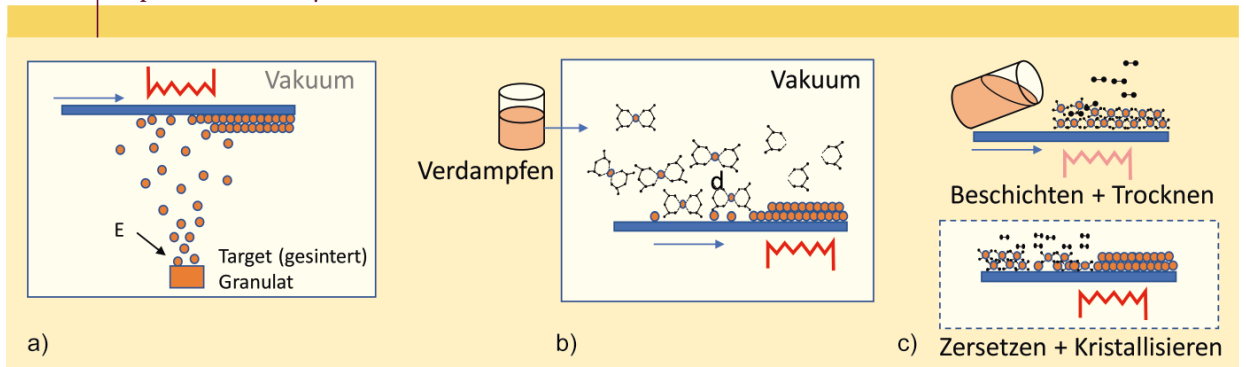 Vakuum
E
Target (gesintert)
Granulat
a)
Verdampfen
Vakuum
d
b)
Beschichten + Trocknen
Zersetzen + Kristallisieren
c)